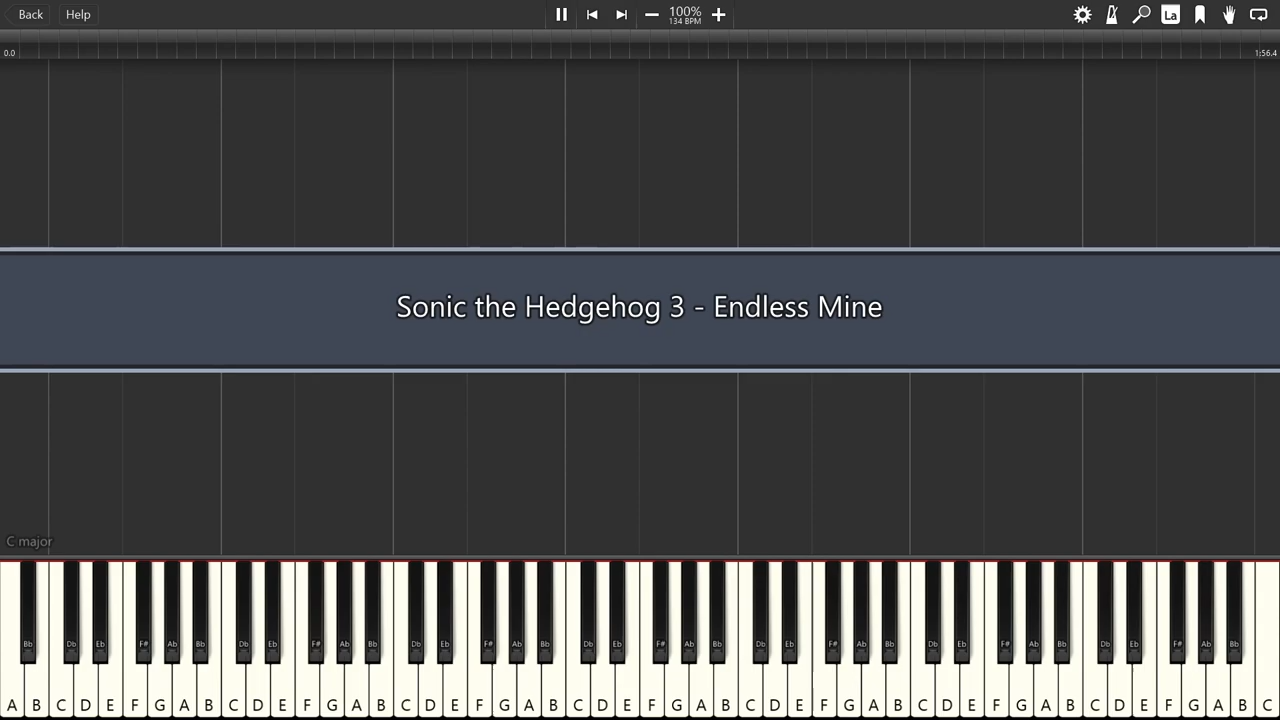 Back Help 100% 134 BPM La
0.0 1:56.4
Sonic the Hedgehog 3 - Endless Mine
C major
Bb Db Eb F# Ab Bb Db Eb F# Ab Bb Db Eb F# Ab Bb Db Eb F# Ab Bb Db Eb F# Ab Bb Db Eb F# Ab Bb Db Eb F# Ab Bb
A B C D E F G A B C D E F G A B C D E F G A B C D E F G A B C D E F G A B C D E F G A B C D E F G A B C